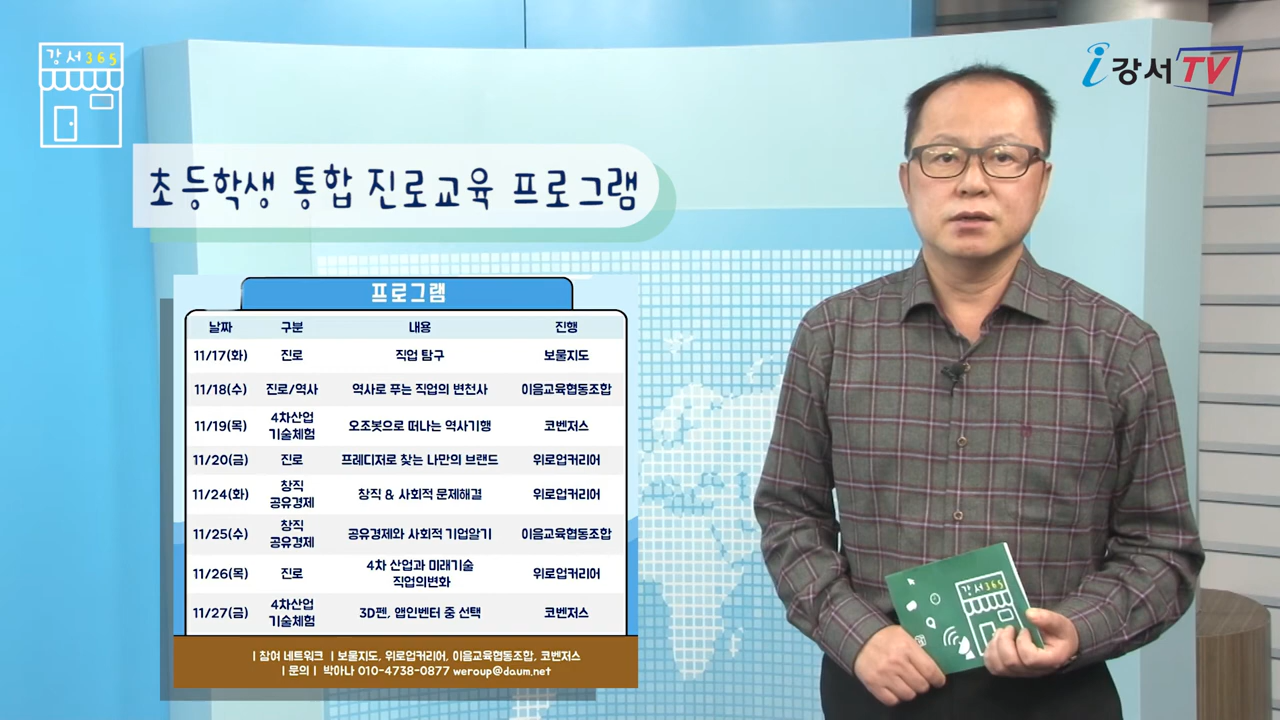 강서365
i강서TV
초등학생 통합 진로교육 프로그램
프로그램
날짜 구분 내용 진행
11/17(화) 진로 직업 탐구 보물지도
11/18(수) 진로/역사 역사로 푸는 직업의 변천사 이음교육협동조합
11/19(목) 4차산업 기술체험 오조봇으로 떠나는 역사기행 코벤저스
11/20(금) 진로 프레디저로 찾는 나만의 브랜드 위로업커리어
11/24(화) 창직 공유경제 창직 & 사회적 문제해결 위로업커리어
11/25(수) 창직 공유경제 공유경제와 사회적 기업알기 이음교육협동조합
11/26(목) 진로 4차 산업과 미래기술 직업의변화 위로업커리어
11/27(금) 4차산업 기술체험 3D펜, 앱인벤터 중 선택 코벤저스
| 참여 네트워크 | 보물지도, 위로업커리어, 이음교육협동조합, 코벤저스
| 문의 | 박아나 010-4738-0877 weroup@daum.net
강서365